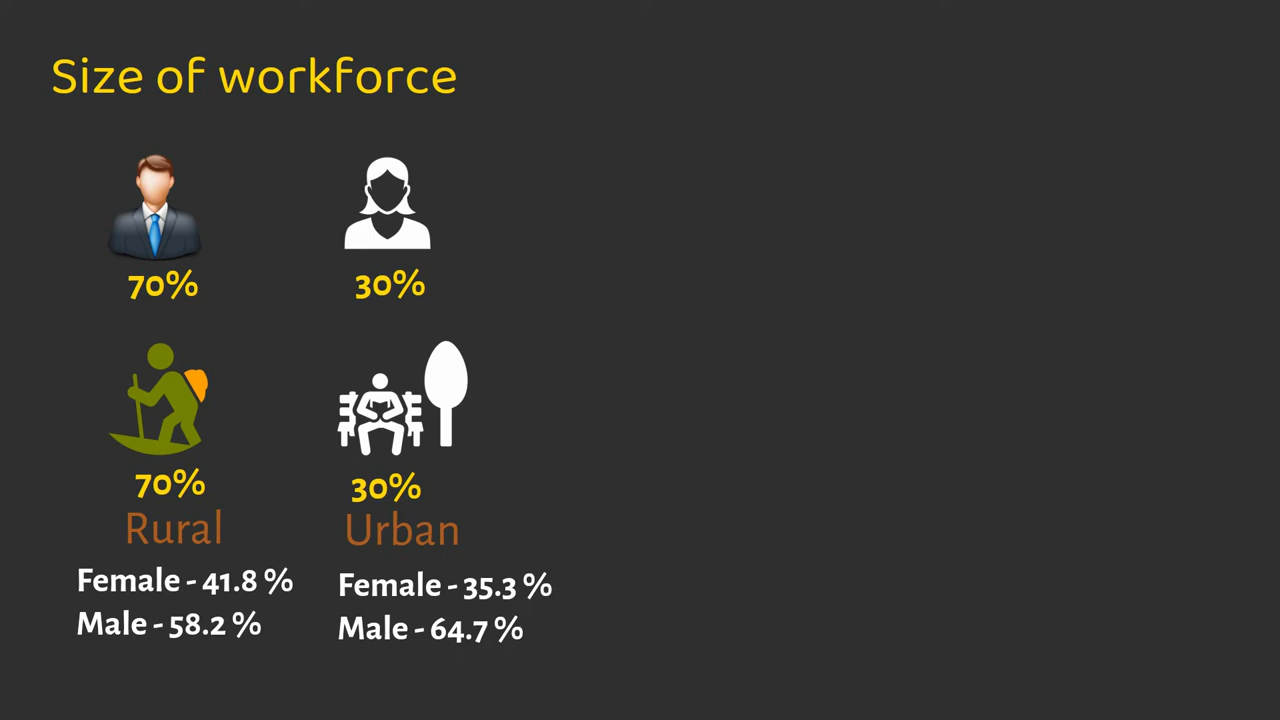 Size of workforce
70%
30%
70%
30%
Rural
Urban
Female - 41.8 %
Male - 58.2 %
Female - 35.3 %
Male - 64.7 %